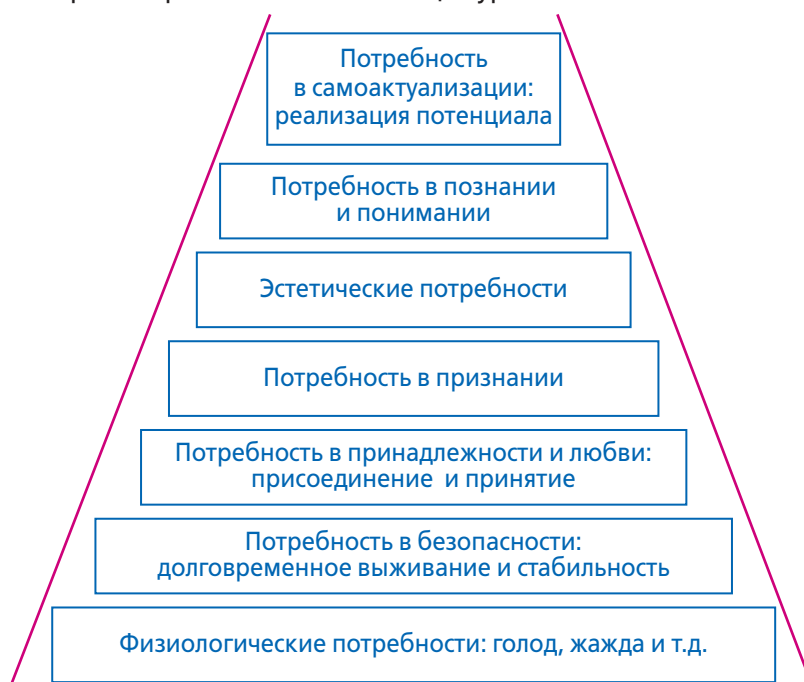 Потребность
в самоактуализации:
реализация потенциала
Потребность в познании
и понимании
Эстетические потребности
Потребность в признании
Потребность в принадлежности и любви:
присоединение и принятие
Потребность в безопасности:
долговременное выживание и стабильность
Физиологические потребности: голод, жажда и т.д.